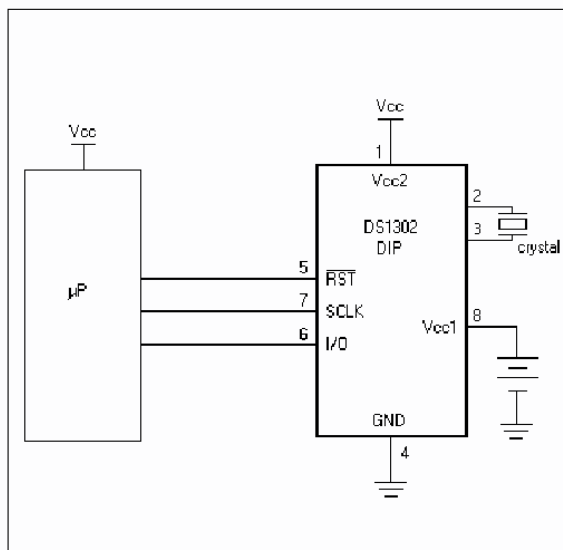 Vcc
1
Vcc
Vcc2
2
DS1302
DIP
3
crystal
5
RST
µP
7
SCLK
8
Vcc1
6
I/O
GND
4